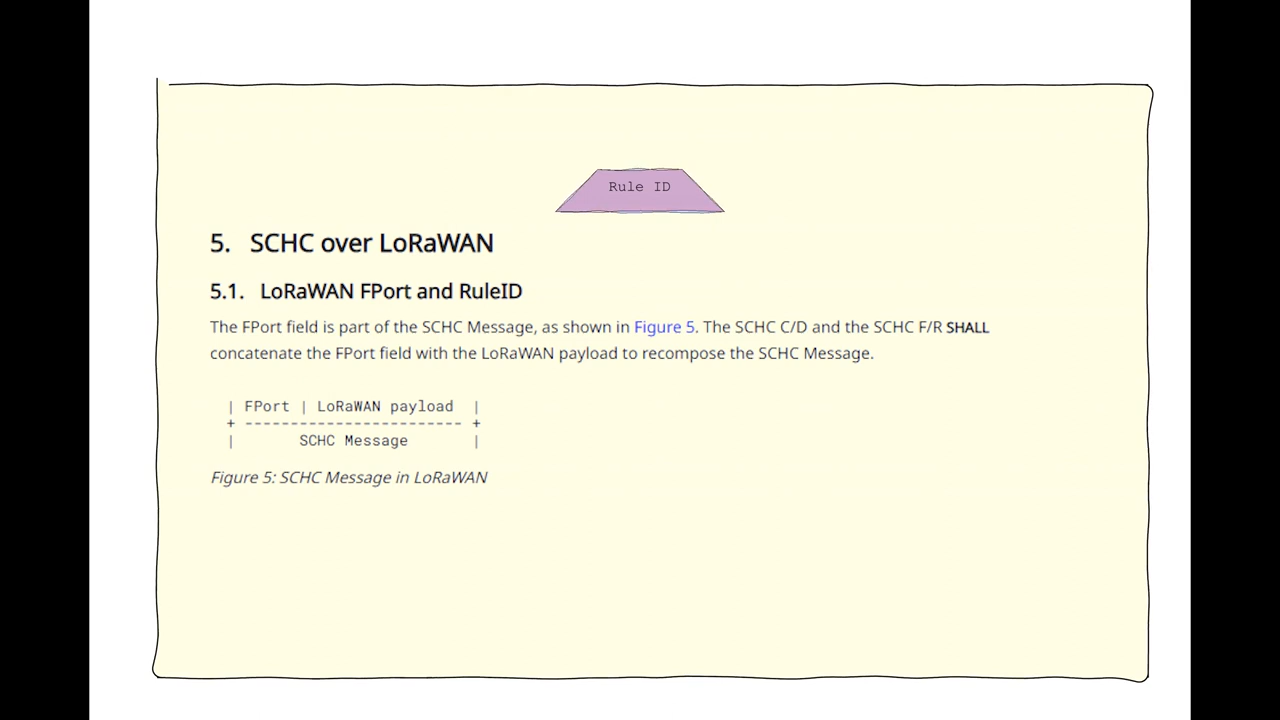 Rule ID
5. SCHC over LoRaWAN
5.1. LoRaWAN FPort and RuleID
The FPort field is part of the SCHC Message, as shown in Figure 5. The SCHC C/D and the SCHC F/R SHALL
concatenate the FPort field with the LoRaWAN payload to recompose the SCHC Message.
| FPort | LoRaWAN payload |
+ ------------------------ +
| SCHC Message |
Figure 5: SCHC Message in LoRaWAN